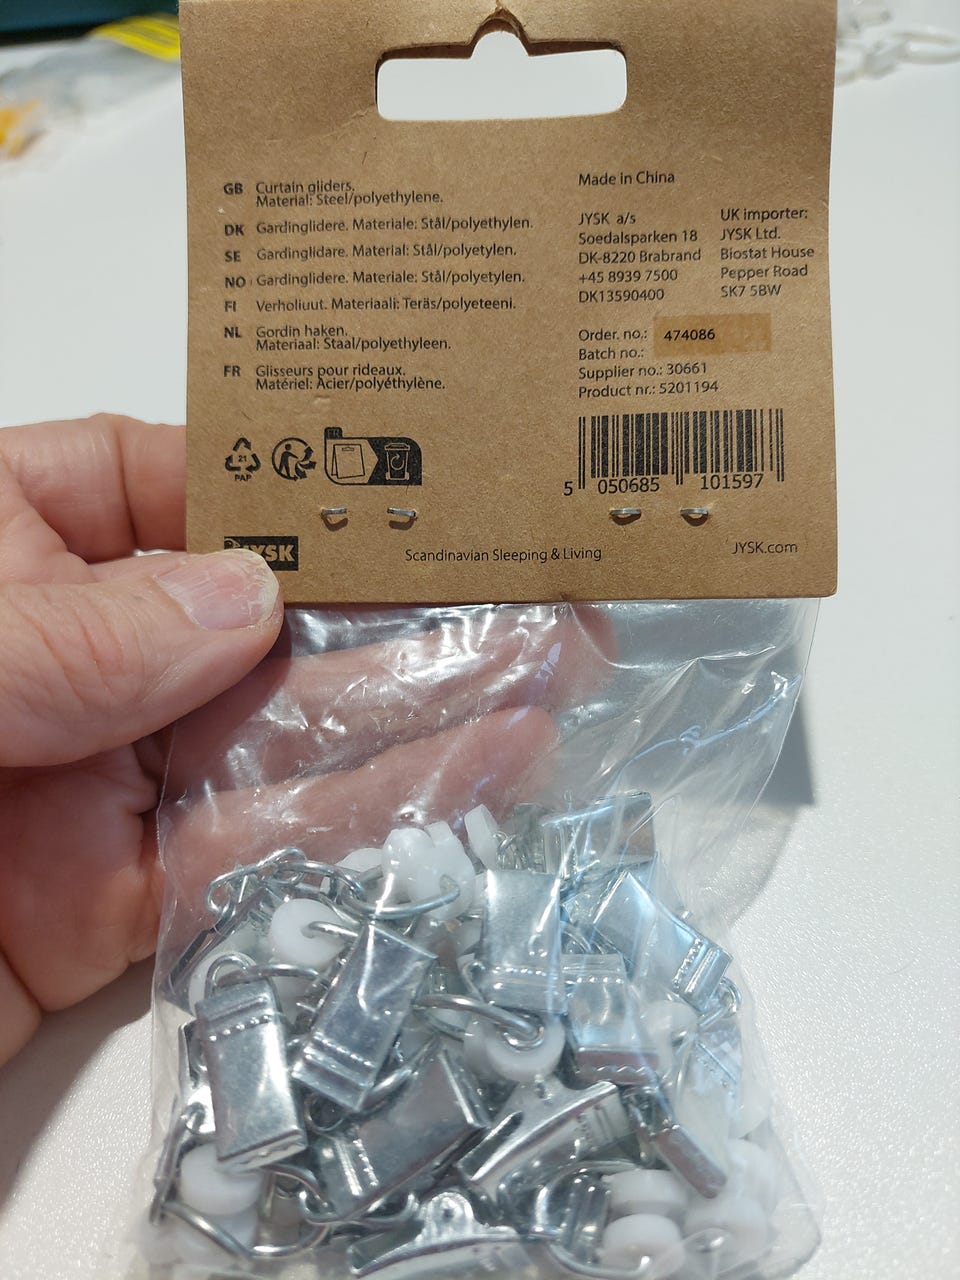 GB Curtain gliders.
Material: Steel/polyethylene.
DK Gardinglidere. Materiale: Stål/polyethylen.
SE Gardinglidare. Material: Stål/polyetylen.
NO Gardinglidere. Materiale: Stål/polyetylen.
FI Verholiuut. Materiaali: Teräs/polyeteeni.
NL Gordin haken.
Materiaal: Staal/polyethyleen.
FR Glisseurs pour rideaux.
Matériel: Acier/polyéthylène.
21
PAP
FR
Made in China
JYSK a/s
Soedalsparken 18
DK-8220 Brabrand
+45 8939 7500
DK13590400
UK importer:
JYSK Ltd.
Biostat House
Pepper Road
SK7 5BW
Order. no.: 474086
Batch no.:
Supplier no.: 30661
Product nr.: 5201194
5 050685 101597
JYSK
Scandinavian Sleeping & Living
JYSK.com